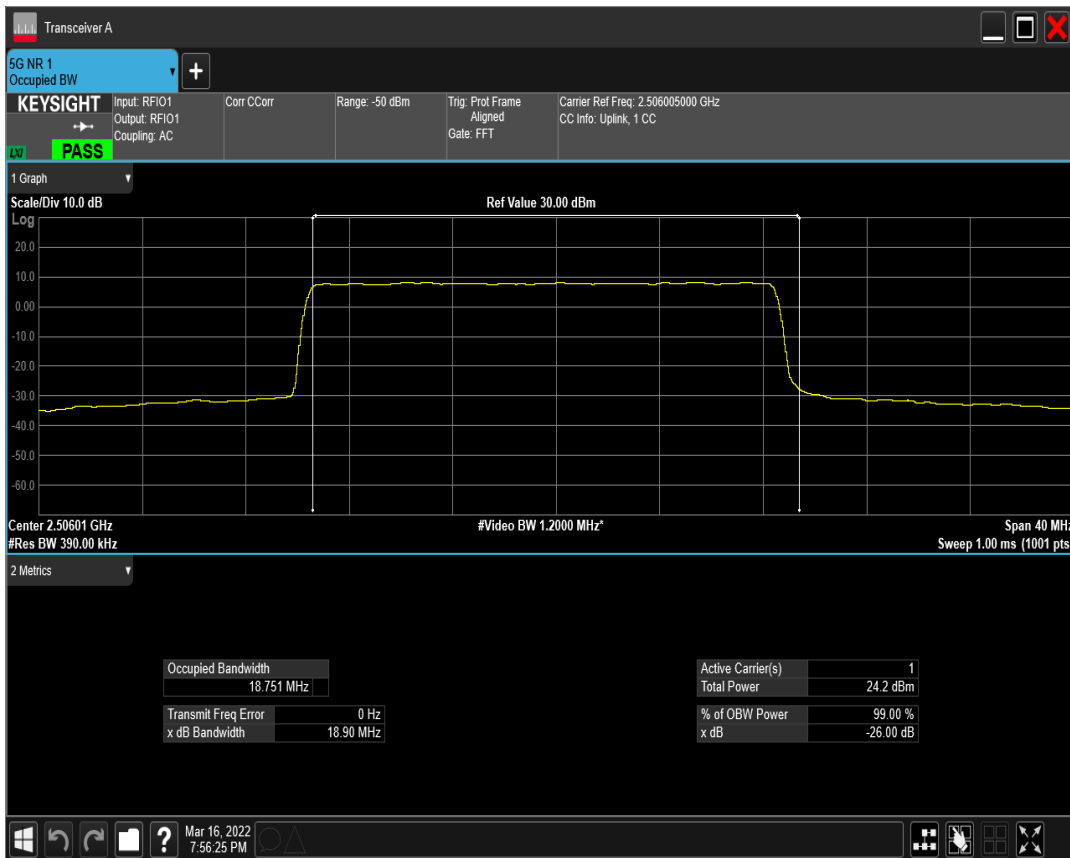 Transceiver A
5G NR 1
Occupied BW
+
KEYSIGHT
LXI
PASS
Input: RFIO1
Output: RFIO1
Coupling: AC
Corr CCorr
Range: -50 dBm
Trig: Prot Frame
Aligned
Gate: FFT
Carrier Ref Freq: 2.506005000 GHz
CC Info: Uplink, 1 CC
1 Graph
Scale/Div 10.0 dB
Ref Value 30.00 dBm
Log
20.0
10.0
0.00
-10.0
-20.0
-30.0
-40.0
-50.0
-60.0
Center 2.50601 GHz
#Video BW 1.2000 MHz*
Span 40 MHz
#Res BW 390.00 kHz
Sweep 1.00 ms (1001 pts
2 Metrics
Occupied Bandwidth
18.751 MHz
Transmit Freq Error 0 Hz
x dB Bandwidth 18.90 MHz
Active Carrier(s) 1
Total Power 24.2 dBm
% of OBW Power 99.00 %
x dB -26.00 dB
?
Mar 16, 2022
7:56:25 PM